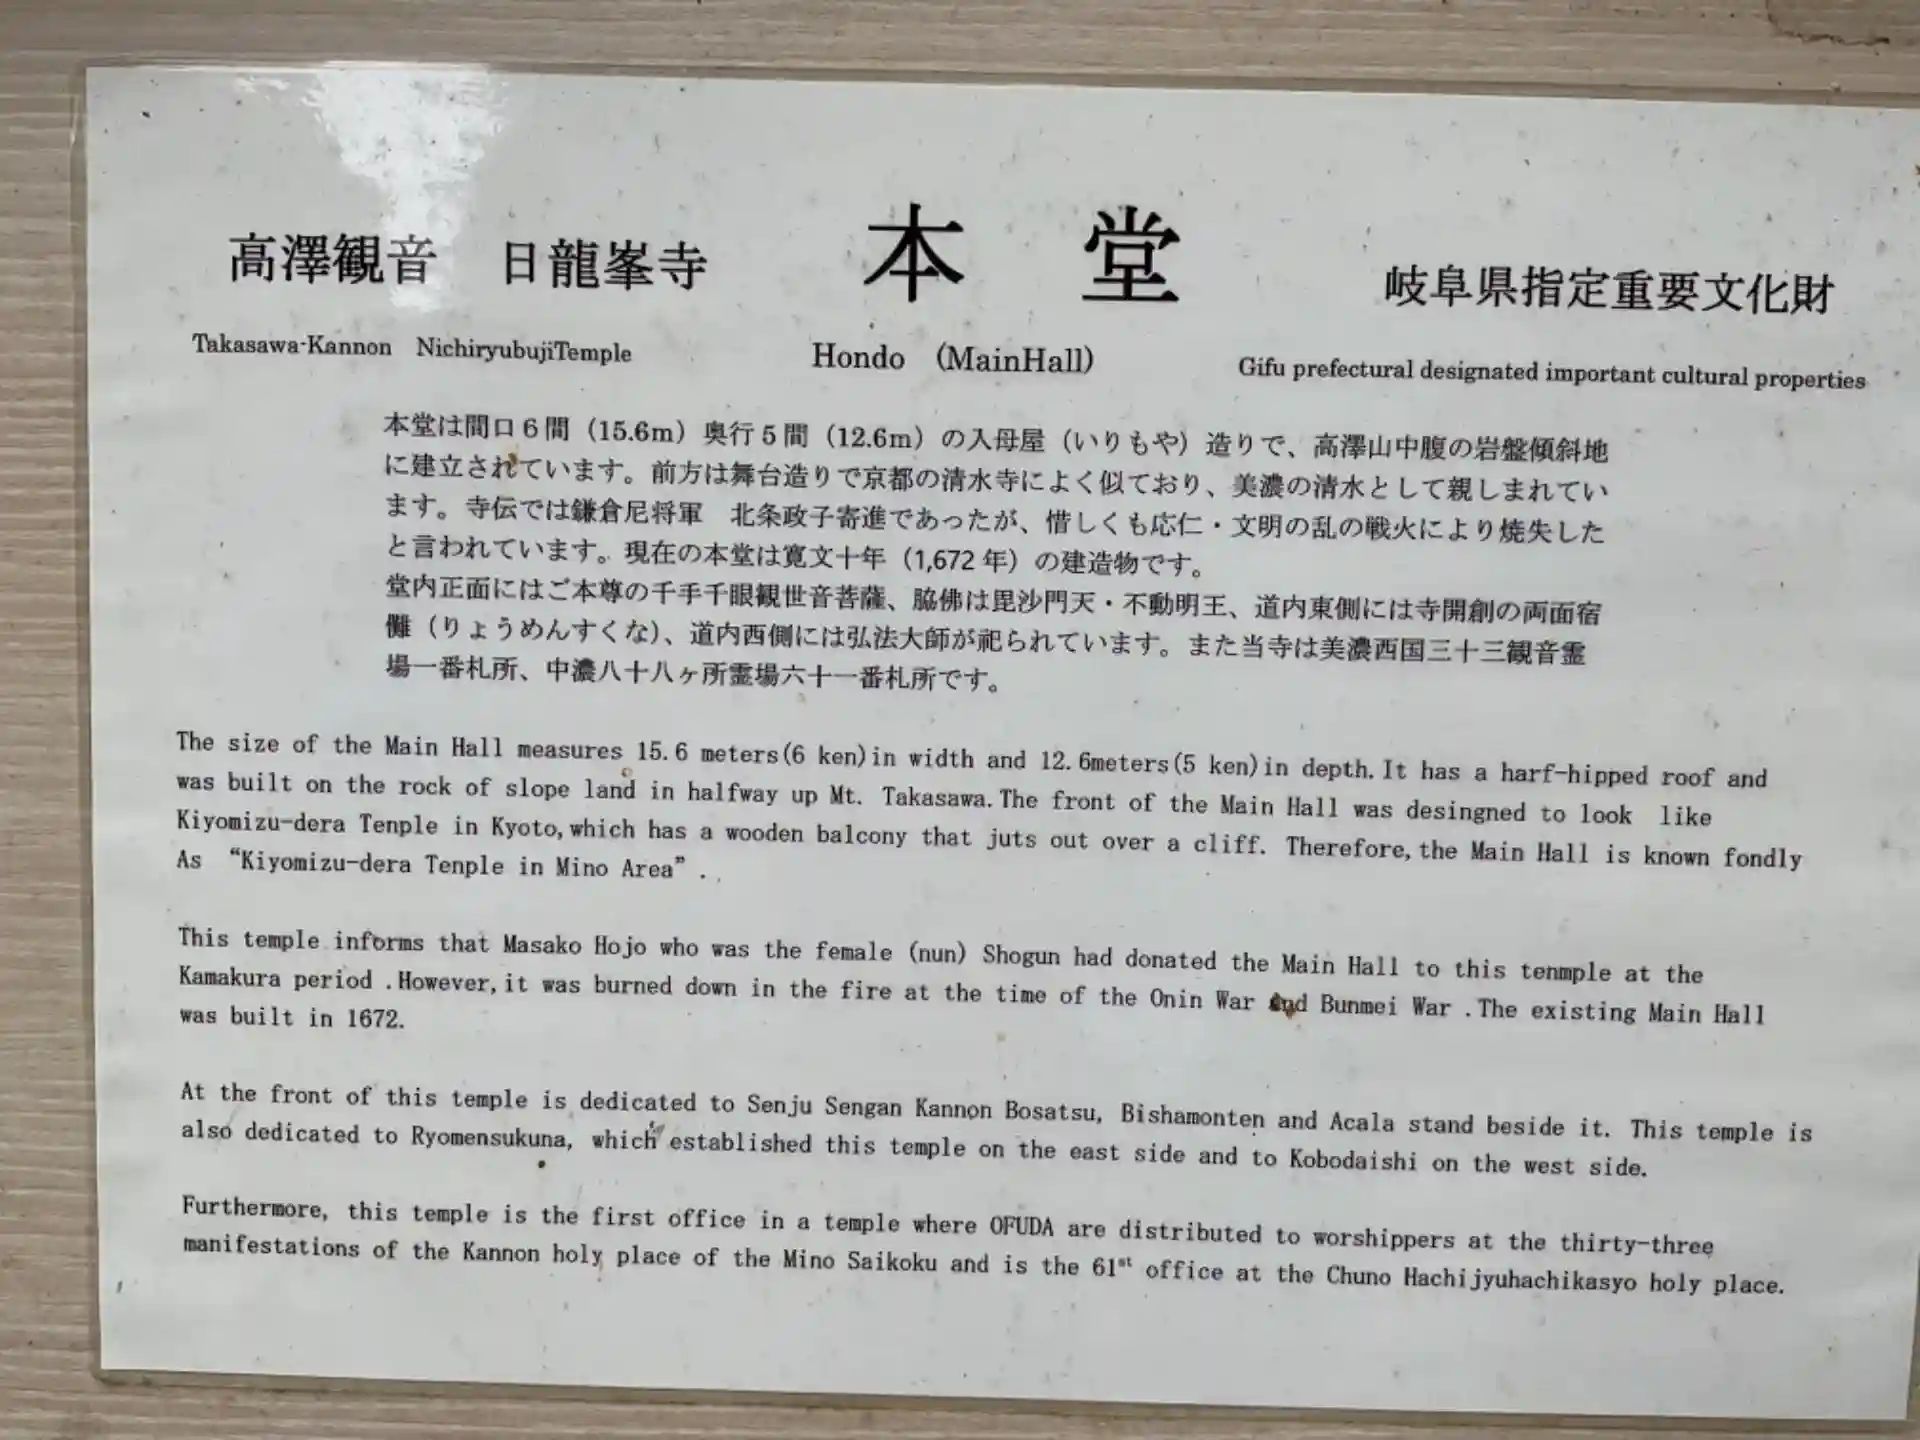 高澤観音　日龍峯寺　本　堂　岐阜県指定重要文化財
Takasawa-Kannon NichiryubujiTemple Hondo (MainHall) Gifu prefectural designated important cultural properties
本堂は間口６間（15.6m）奥行５間（12.6m）の入母屋（いりもや）造りで、高澤山中腹の岩盤傾斜地
に建立されています。前方は舞台造りで京都の清水寺によく似ており、美濃の清水として親しまれてい
ます。寺伝では鎌倉尼将軍　北条政子寄進であったが、惜しくも応仁・文明の乱の戦火により焼失した
と言われています。現在の本堂は寛文十年（1,672 年）の建造物です。
堂内正面にはご本尊の千手千眼観世音菩薩、脇佛は毘沙門天・不動明王、道内東側には寺開創の両面宿
儺（りょうめんすくな）、道内西側には弘法大師が祀られています。また当寺は美濃西国三十三観音霊
場一番札所、中濃八十八ヶ所霊場六十一番札所です。
The size of the Main Hall measures 15.6 meters(6 ken)in width and 12.6meters(5 ken)in depth.It has a harf-hipped roof and
was built on the rock of slope land in halfway up Mt. Takasawa.The front of the Main Hall was desingned to look like
Kiyomizu-dera Tenple in Kyoto,which has a wooden balcony that juts out over a cliff. Therefore,the Main Hall is known fondly
As “Kiyomizu-dera Tenple in Mino Area”.
This temple informs that Masako Hojo who was the female (nun) Shogun had donated the Main Hall to this tenmple at the
Kamakura period .However,it was burned down in the fire at the time of the Onin War and Bunmei War .The existing Main Hall
was built in 1672.
At the front of this temple is dedicated to Senju Sengan Kannon Bosatsu, Bishamonten and Acala stand beside it. This temple is
also dedicated to Ryomensukuna, which established this temple on the east side and to Kobodaishi on the west side.
Furthermore, this temple is the first office in a temple where OFUDA are distributed to worshippers at the thirty-three
manifestations of the Kannon holy place of the Mino Saikoku and is the 61st office at the Chuno Hachijyuhachikasyo holy place.